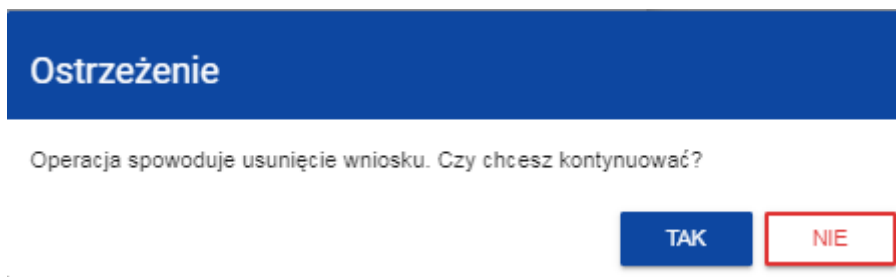 Ostrzeżenie
Operacja spowoduje usunięcie wniosku. Czy chcesz kontynuować?
TAK NIE